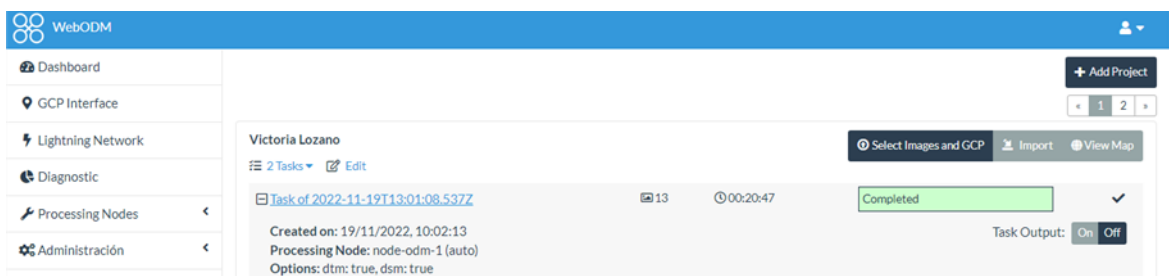 WebODM
Dashboard
GCP Interface
Lightning Network
Diagnostic
Processing Nodes
Administración
+ Add Project
« 1 2 »
Victoria Lozano
Select Images and GCP Import View Map
2 Tasks Edit
Task of 2022-11-19T13:01:08.537Z 13 00:20:47 Completed
Created on: 19/11/2022, 10:02:13
Task Output: On Off
Processing Node: node-odm-1 (auto)
Options: dtm: true, dsm: true